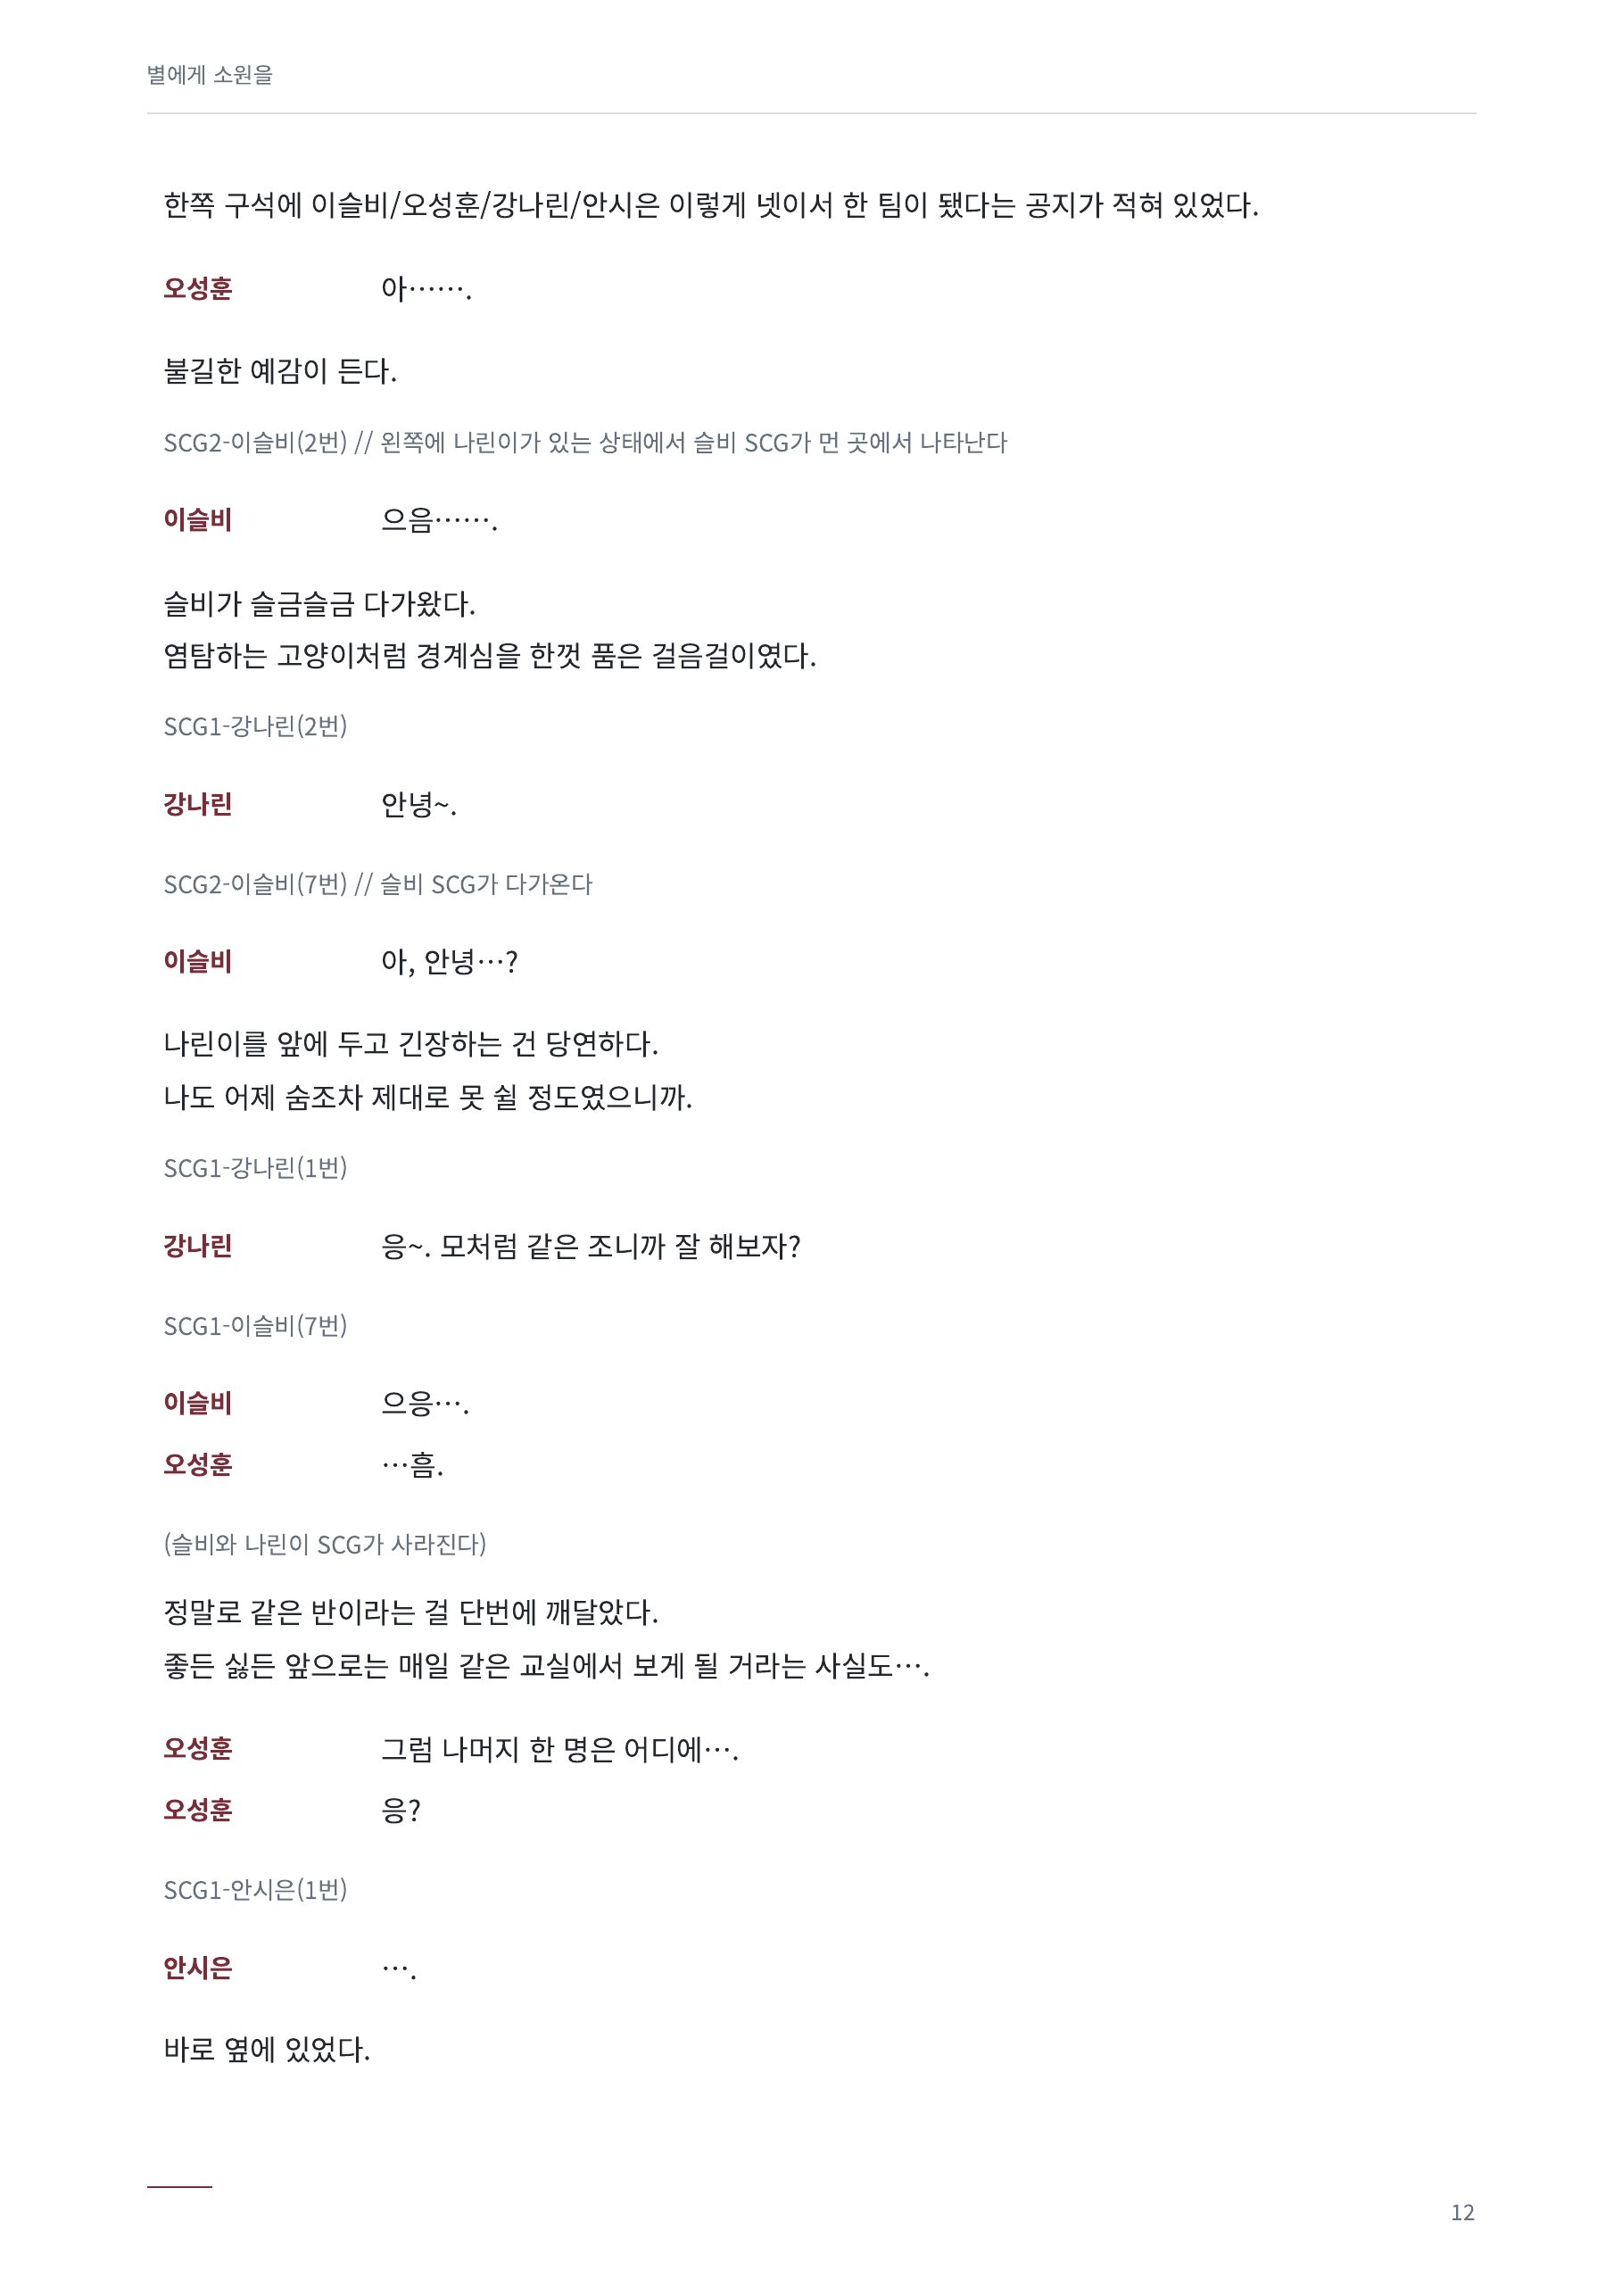 별에게 소원을
한쪽 구석에 이슬비/오성훈/강나린/안시은 이렇게 넷이서 한 팀이 됐다는 공지가 적혀 있었다.
오성훈 아⋯⋯.
불길한 예감이 든다.
SCG2-이슬비(2번) // 왼쪽에 나린이가 있는 상태에서 슬비 SCG가 먼 곳에서 나타난다
이슬비 으음⋯⋯.
슬비가 슬금슬금 다가왔다.
염탐하는 고양이처럼 경계심을 한껏 품은 걸음걸이였다.
SCG1-강나린(2번)
강나린 안녕~.
SCG2-이슬비(7번) // 슬비 SCG가 다가온다
이슬비 아, 안녕⋯?
나린이를 앞에 두고 긴장하는 건 당연하다.
나도 어제 숨조차 제대로 못 쉴 정도였으니까.
SCG1-강나린(1번)
강나린 응~. 모처럼 같은 조니까 잘 해보자?
SCG1-이슬비(7번)
이슬비 으응⋯.
오성훈 ⋯흠.
(슬비와 나린이 SCG가 사라진다)
정말로 같은 반이라는 걸 단번에 깨달았다.
좋든 싫든 앞으로는 매일 같은 교실에서 보게 될 거라는 사실도⋯.
오성훈 그럼 나머지 한 명은 어디에⋯.
오성훈 응?
SCG1-안시은(1번)
안시은 ⋯.
바로 옆에 있었다.
12